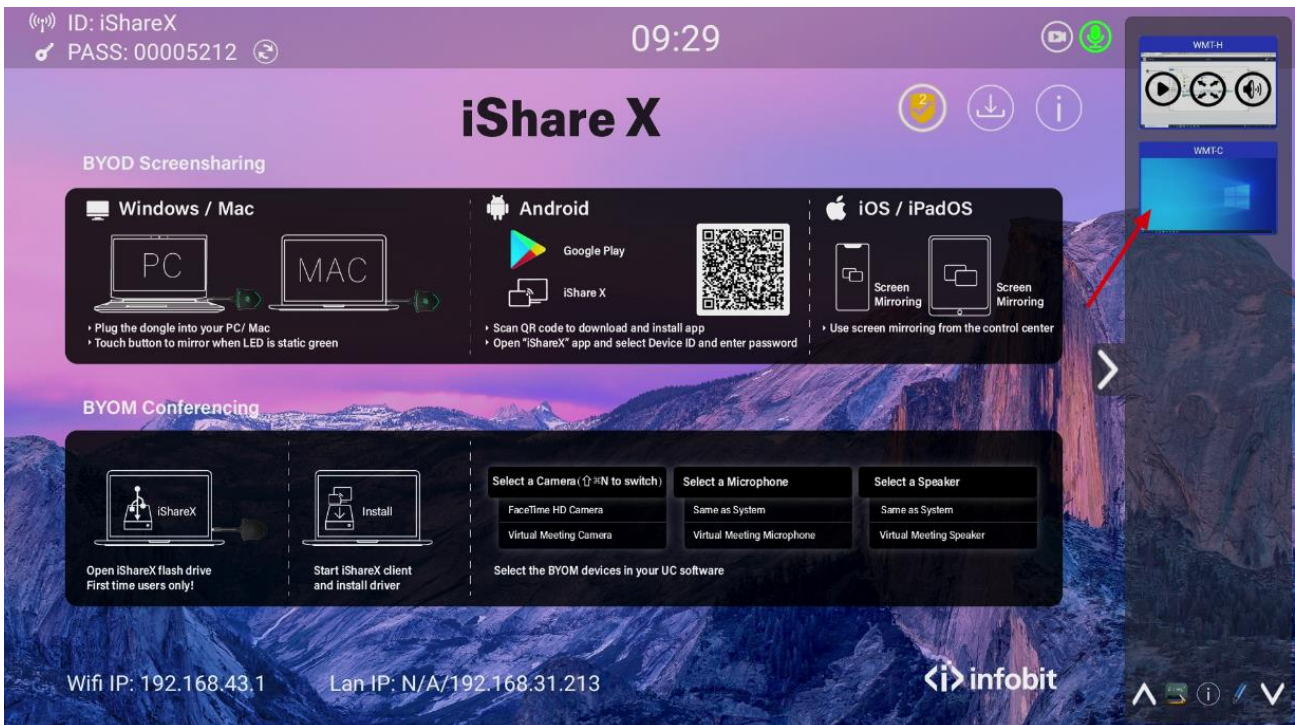 ID: iShareX
PASS: 00005212
09:29
WMT-H
WMT-C
2
iShare X
BYOD Screensharing
Windows / Mac
PC
MAC
‣ Plug the dongle into your PC/ Mac
‣ Touch button to mirror when LED is static green
Android
Google Play
iShare X
‣ Scan QR code to download and install app
‣ Open "iShareX" app and select Device ID and enter password
iOS / iPadOS
Screen
Mirroring
Screen
Mirroring
‣ Use screen mirroring from the control center
BYOM Conferencing
iShareX
Open iShareX flash drive
First time users only!
Install
Start iShareX client
and install driver
Select a Camera(⇧⌘N to switch)
FaceTime HD Camera
Virtual Meeting Camera
Select a Microphone
Same as System
Virtual Meeting Microphone
Select a Speaker
Same as System
Virtual Meeting Speaker
Select the BYOM devices in your UC software
Wifi IP: 192.168.43.1
Lan IP: N/A/192.168.31.213
<i> infobit